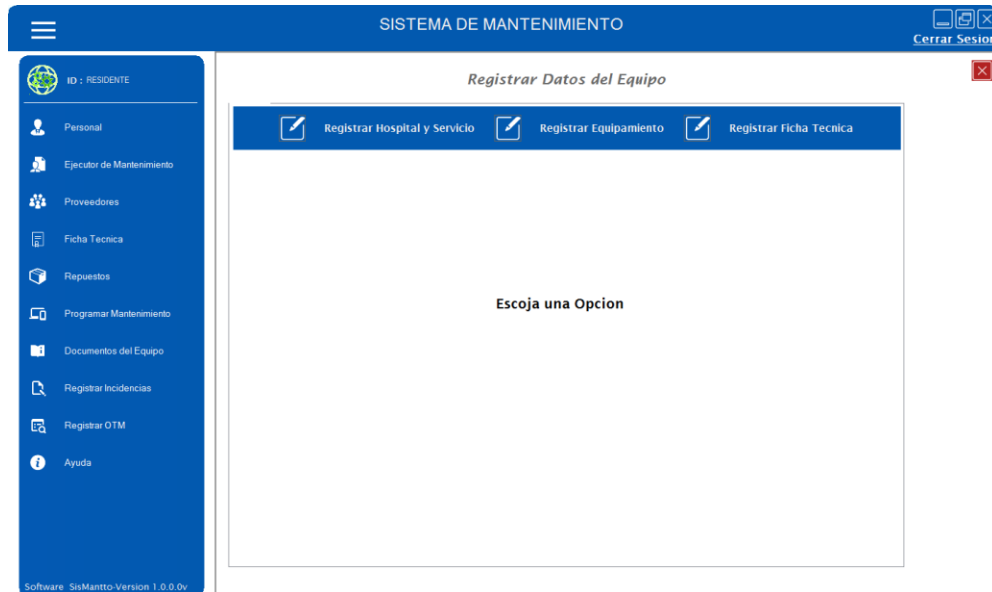 SISTEMA DE MANTENIMIENTO
Cerrar Sesion
ID : RESIDENTE
Registrar Datos del Equipo
Registrar Hospital y Servicio Registrar Equipamiento Registrar Ficha Tecnica
Personal
Ejecutor de Mantenimiento
Proveedores
Ficha Tecnica
Repuestos
Programar Mantenimiento
Documentos del Equipo
Registrar Incidencias
Registrar OTM
Ayuda
Escoja una Opcion
Software SisMantto-Version 1.0.0.0v